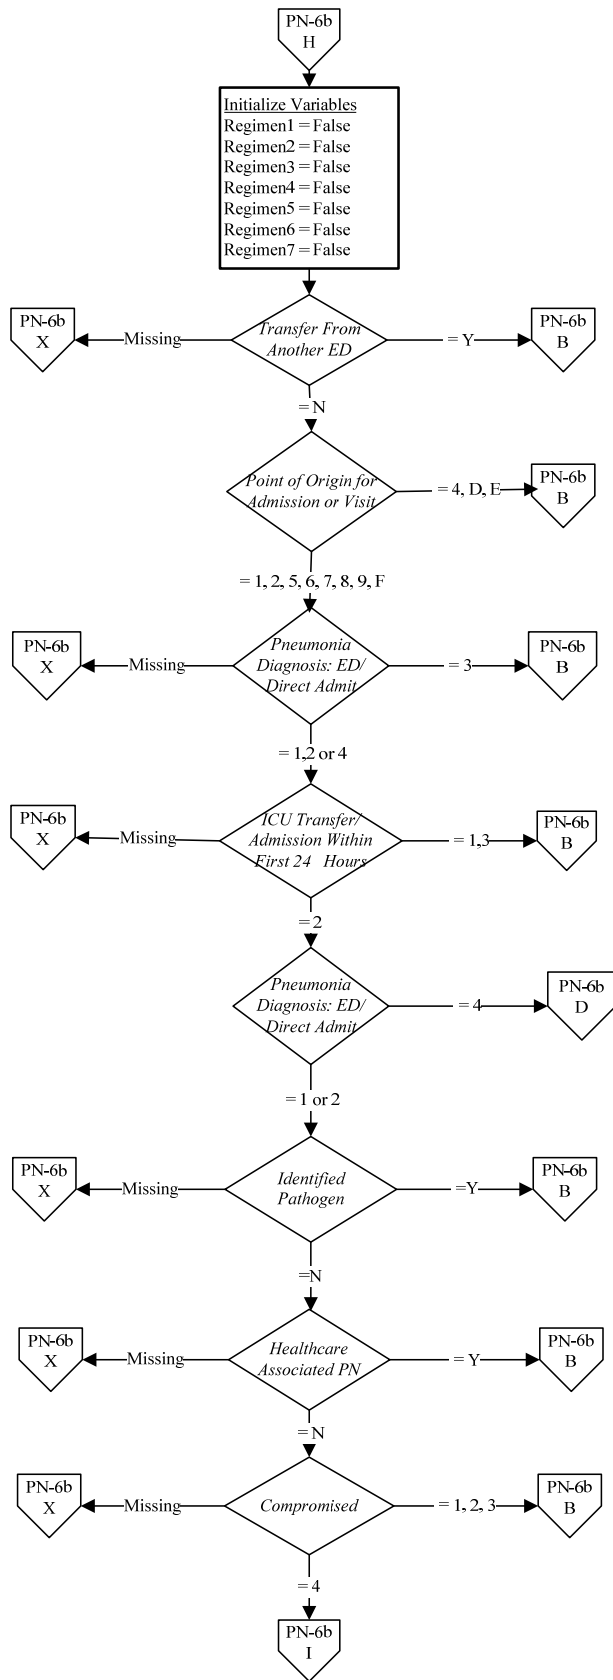 PN-6b
H
Initialize Variables
Regimen1 = False
Regimen2 = False
Regimen3 = False
Regimen4 = False
Regimen5 = False
Regimen6 = False
Regimen7 = False
PN-6b
X
Missing
Transfer From
Another ED
= Y
PN-6b
B
= N
Point of Origin for
Admission or Visit
= 4, D, E
PN-6b
B
= 1, 2, 5, 6, 7, 8, 9, F
PN-6b
X
Missing
Pneumonia
Diagnosis: ED/
Direct Admit
= 3
PN-6b
B
= 1,2 or 4
PN-6b
X
Missing
ICU Transfer/
Admission Within
First 24 Hours
= 1,3
PN-6b
B
= 2
Pneumonia
Diagnosis: ED/
Direct Admit
= 4
PN-6b
D
= 1 or 2
PN-6b
X
Missing
Identified
Pathogen
=Y
PN-6b
B
=N
PN-6b
X
Missing
Healthcare
Associated PN
= Y
PN-6b
B
= N
PN-6b
X
Missing
Compromised
= 1, 2, 3
PN-6b
B
= 4
PN-6b
I